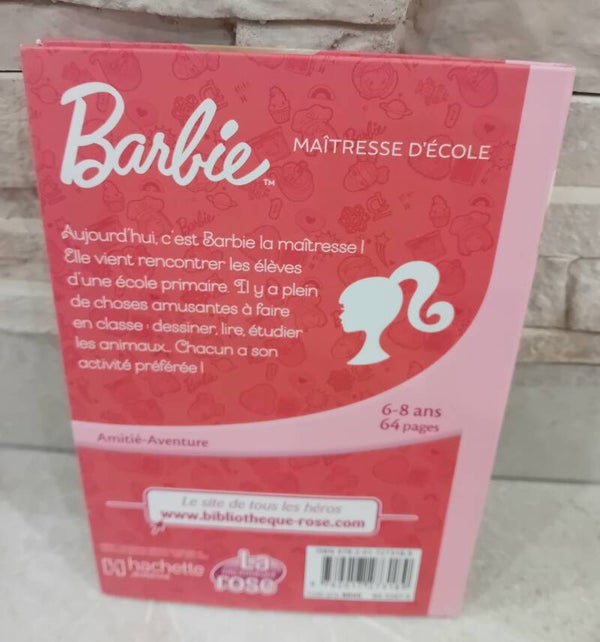 Barbie™
MAÎTRESSE D'ÉCOLE
Aujourd'hui, c'est Barbie la maîtresse !
Elle vient rencontrer les élèves
d'une école primaire. Il y a plein
de choses amusantes à faire
en classe : dessiner, lire, étudier
les animaux... Chacun a son
activité préférée !
6-8 ans
64 pages
Amitié-Aventure
Le site de tous les héros
www.bibliotheque-rose.com
hachette
La
rose